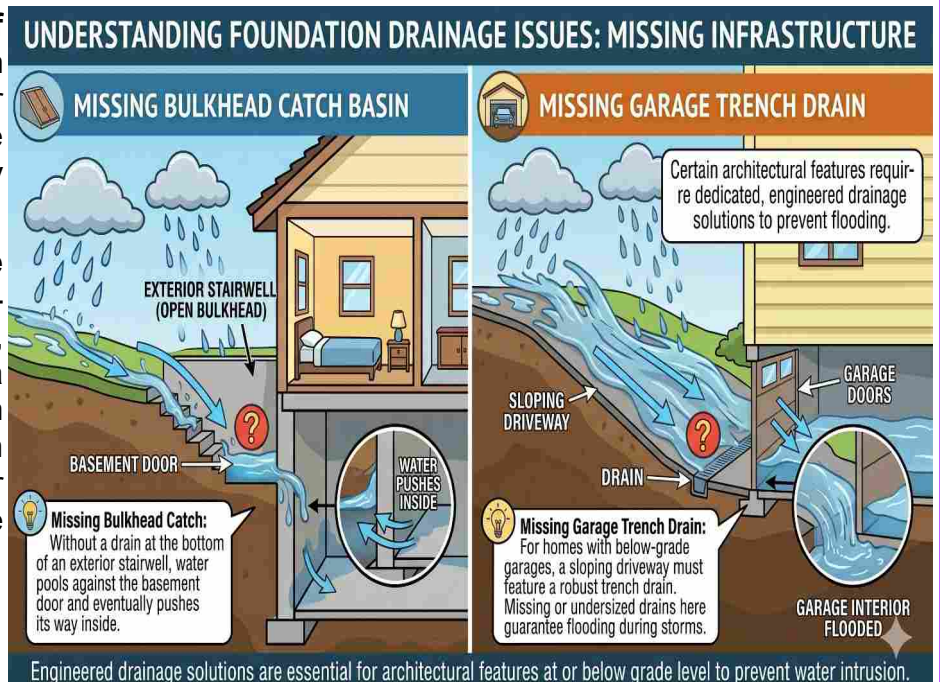 UNDERSTANDING FOUNDATION DRAINAGE ISSUES: MISSING INFRASTRUCTURE
MISSING BULKHEAD CATCH BASIN
EXTERIOR STAIRWELL
(OPEN BULKHEAD)
BASEMENT DOOR
WATER
PUSHES
INSIDE
?
Missing Bulkhead Catch:
Without a drain at the bottom
of an exterior stairwell, water
pools against the basement
door and eventually pushes
its way inside.
MISSING GARAGE TRENCH DRAIN
Certain architectural features requir-
re dedicated, engineered drainage
solutions to prevent flooding.
SLOPING
DRIVEWAY
?
GARAGE
DOORS
DRAIN
Missing Garage Trench Drain:
For homes with below-grade
garages, a sloping driveway must
feature a robust trench drain.
Missing or undersized drains here
guarantee flooding during storms.
GARAGE INTERIOR
FLOODED
Engineered drainage solutions are essential for architectural features at or below grade level to prevent water intrusion.